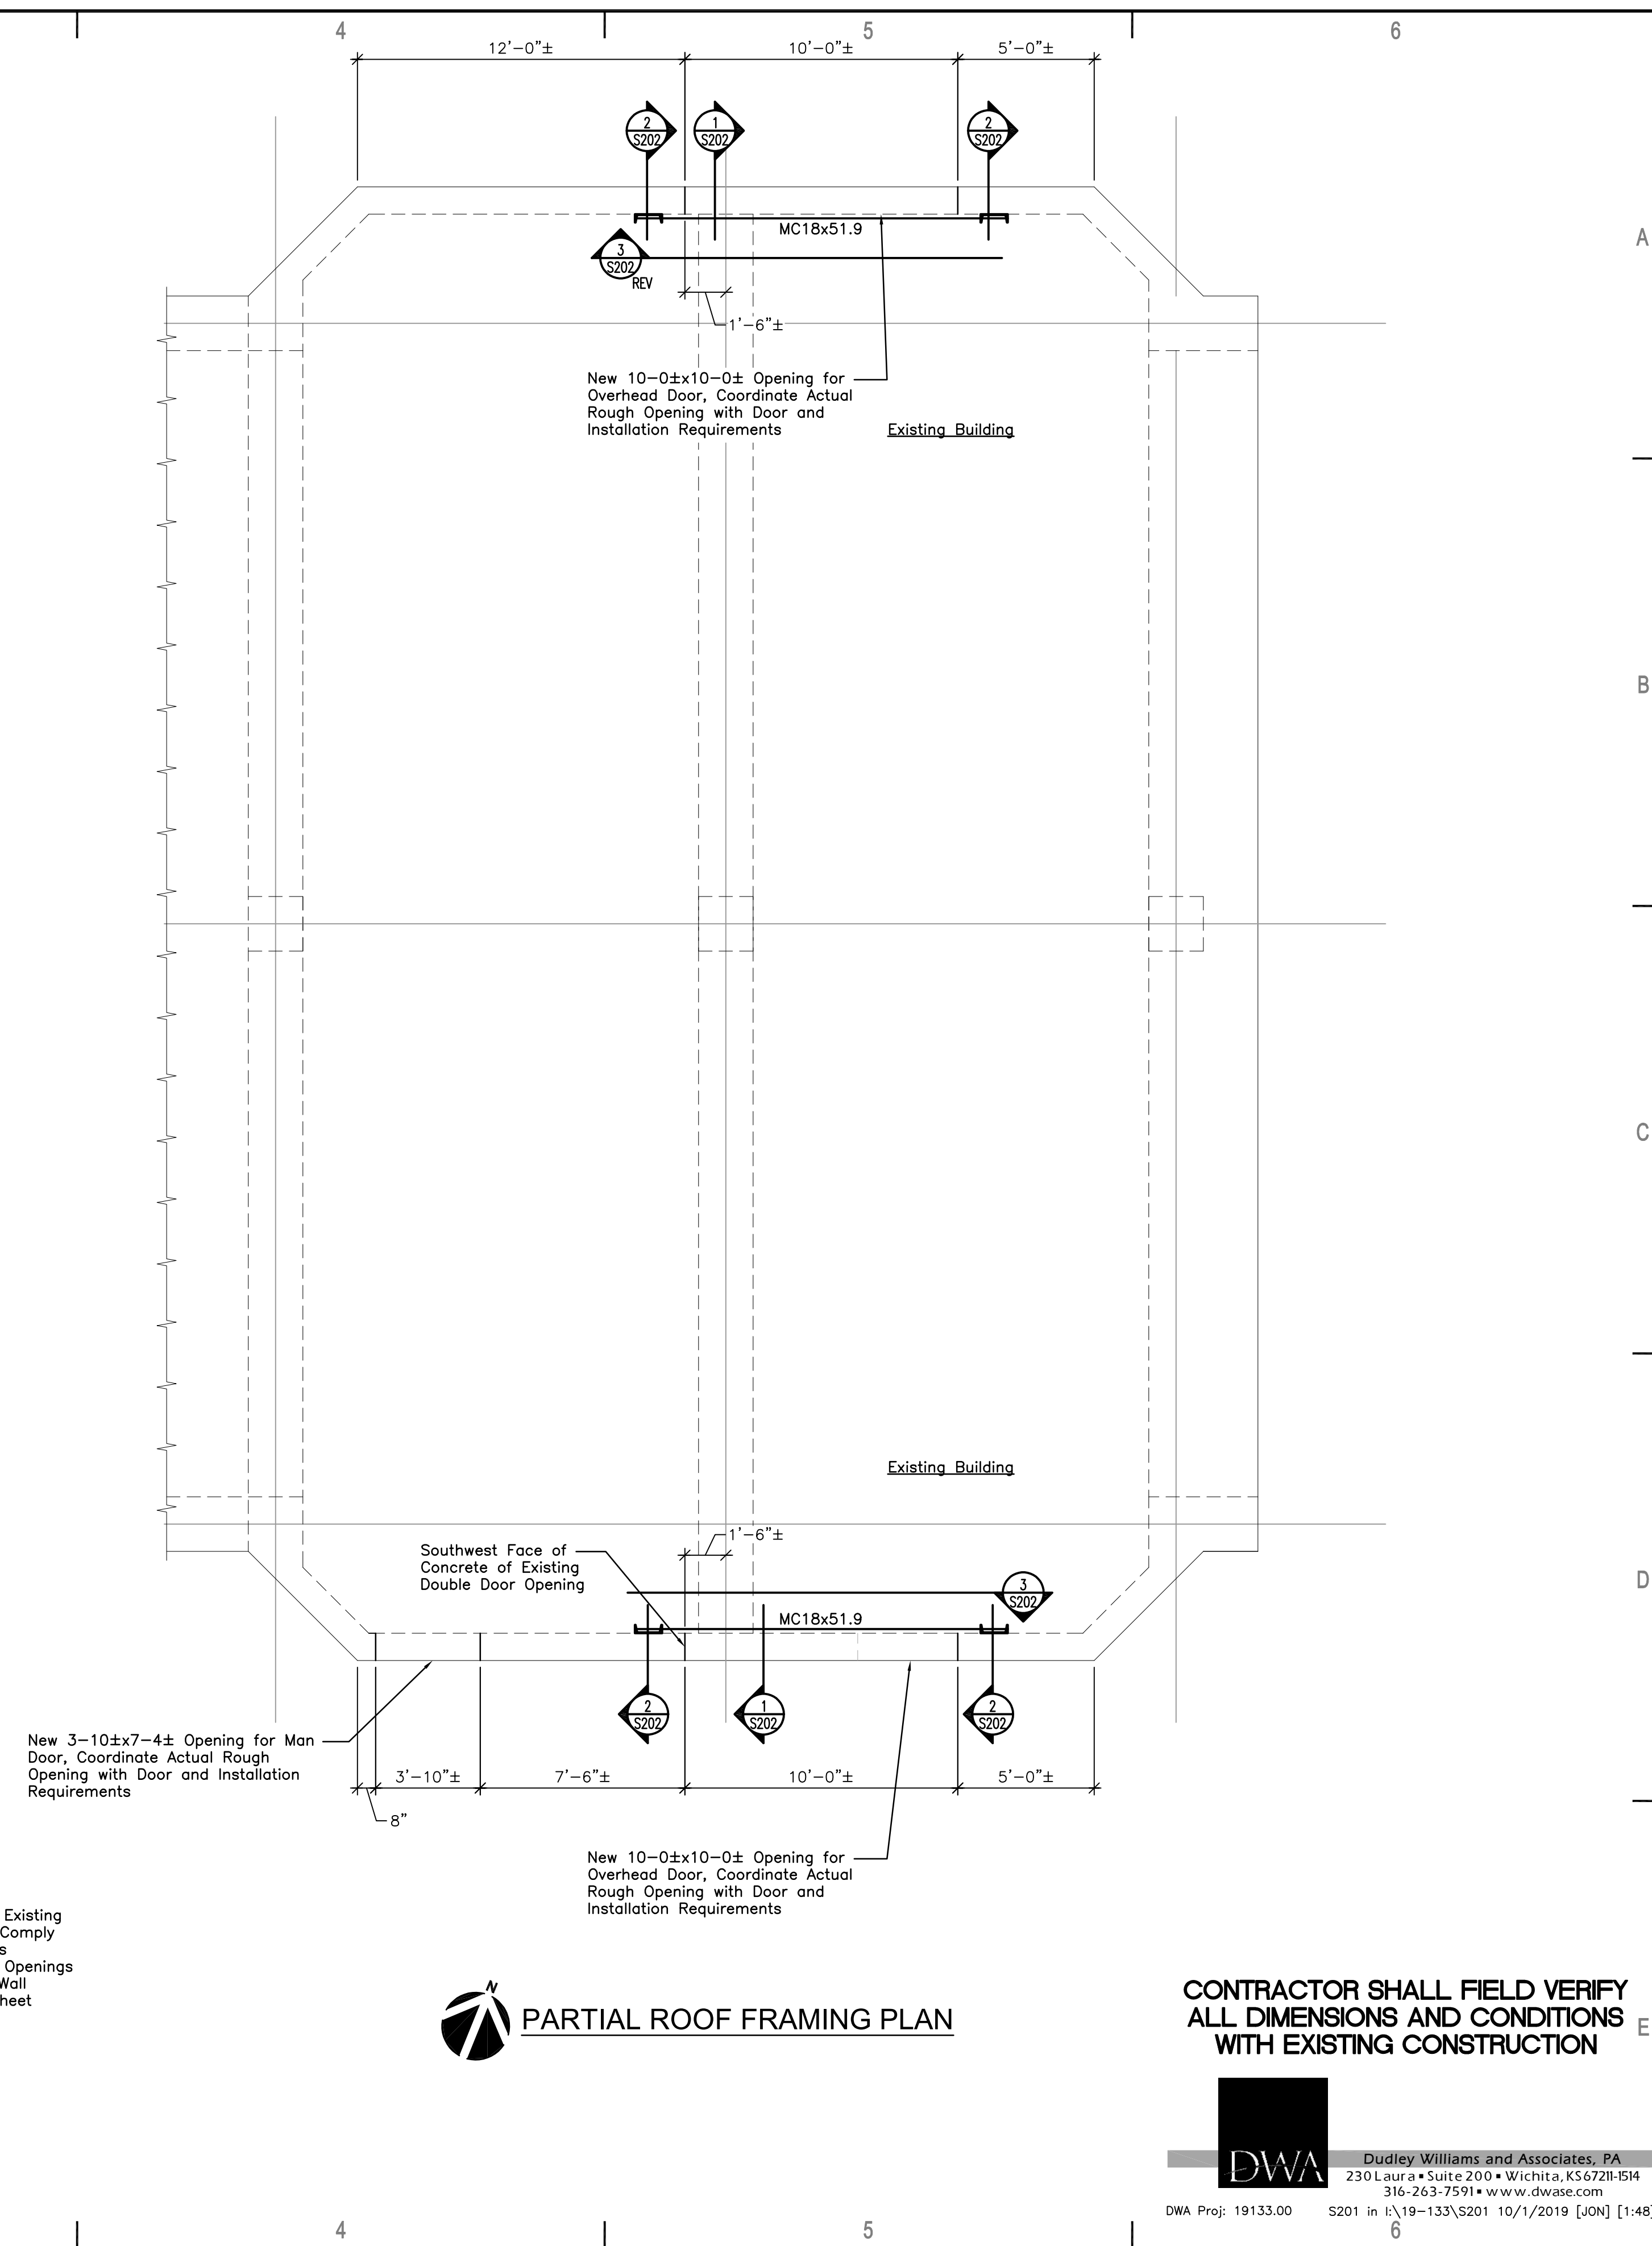 4
5
6
12'-0"±
10'-0"±
5'-0"±
2
S202
1
S202
2
S202
MC18x51.9
A
3
S202
REV
1'-6"±
New 10-0±x10-0± Opening for
Overhead Door, Coordinate Actual
Rough Opening with Door and
Installation Requirements
Existing Building
B
C
Existing Building
1'-6"±
Southwest Face of
Concrete of Existing
Double Door Opening
3
S202
D
MC18x51.9
2
S202
1
S202
2
S202
New 3-10±x7-4± Opening for Man
Door, Coordinate Actual Rough
Opening with Door and Installation
Requirements
3'-10"±
7'-6"±
10'-0"±
5'-0"±
8"
New 10-0±x10-0± Opening for
Overhead Door, Coordinate Actual
Rough Opening with Door and
Installation Requirements
Existing
Comply
s
Openings
Wall
heet
N
PARTIAL ROOF FRAMING PLAN
CONTRACTOR SHALL FIELD VERIFY
ALL DIMENSIONS AND CONDITIONS
WITH EXISTING CONSTRUCTION
E
DWA
Dudley Williams and Associates, PA
230 Laura ▪ Suite 200 ▪ Wichita, KS 67211-1514
316-263-7591 ▪ www.dwase.com
DWA Proj: 19133.00
S201 in I:\19-133\S201 10/1/2019 [JON] [1:48]
4
5
6